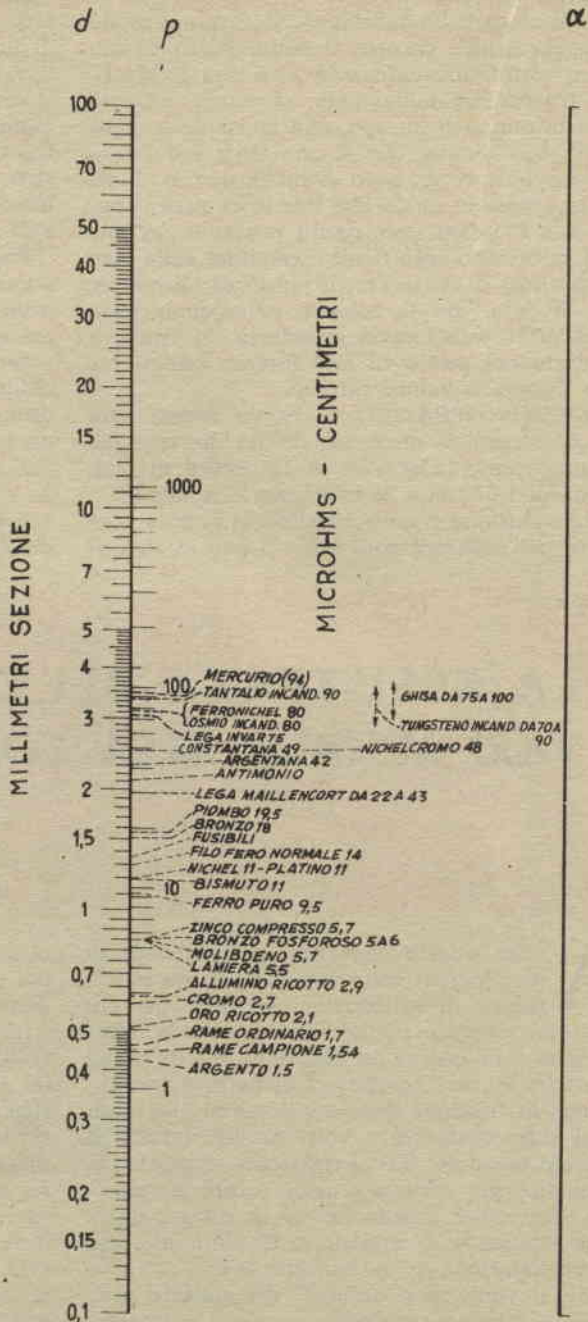 d ρ α
100
70
50
40
30
20
15
1000
10
7
5
4
100
3
2
1,5
10
1
0,7
0,5
0,4
1
0,3
0,2
0,15
0,1
MILLIMETRI SEZIONE
MICROHMS - CENTIMETRI
MERCURIO (94)
TANTALIO INCAND. 90
FERRONICHEL 80
OSMIO INCAND. 80
LEGA INVAR 75
CONSTANTANA 49
NICHELCROMO 48
GHISA DA 75 A 100
TUNGSTENO INCAND. DA 70 A
90
ARGENTANA 42
ANTIMONIO
LEGA MAILLENCORT DA 22 A 43
PIOMBO 19,5
BRONZO 18
FUSIBILI
FILO FERO NORMALE 14
NICHEL 11 - PLATINO 11
BISMUTO 11
FERRO PURO 9,5
ZINCO COMPRESSO 5,7
BRONZO FOSFOROSO 5 A 6
MOLIBDENO 5,7
LAMIERA 5,5
ALLUMINIO RICOTTO 2,9
CROMO 2,7
ORO RICOTTO 2,1
RAME ORDINARIO 1,7
RAME CAMPIONE 1,54
ARGENTO 1,5